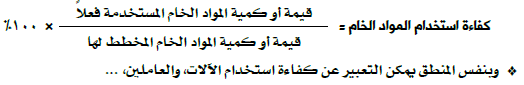 قيمة أو كمية المواد الخام المستخدمة فعلاً
كفاءة استخدام المواد الخام = ــــــــــــــــــــ × ١٠٠٪
قيمة أو كمية المواد الخام المخطط لها
❖ وبنفس المنطق يمكن التعبير عن كفاءة استخدام الآلات، والعاملين، ...